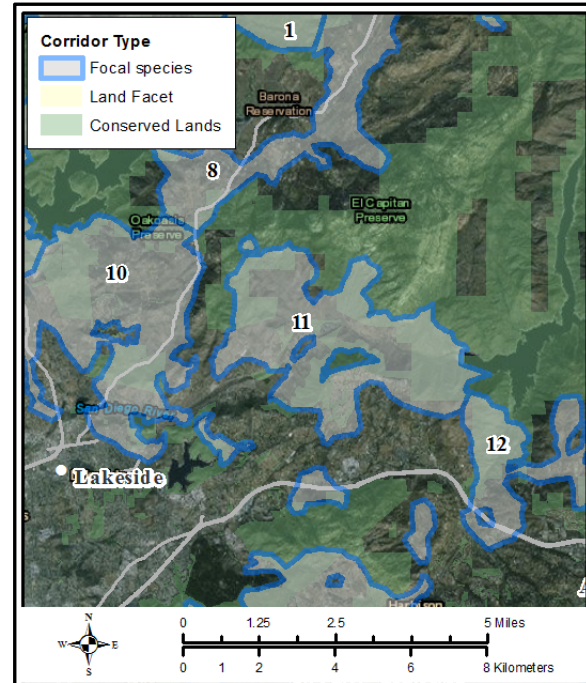 Corridor Type
Focal species
Land Facet
Conserved Lands
1
Barona
Reservation
8
El Capitan
Preserve
Oakoasis
Preserve
10
11
San Diego River
12
Lakeside
N
W E
S
0 1.25 2.5 5 Miles
0 1 2 4 6 8 Kilometers